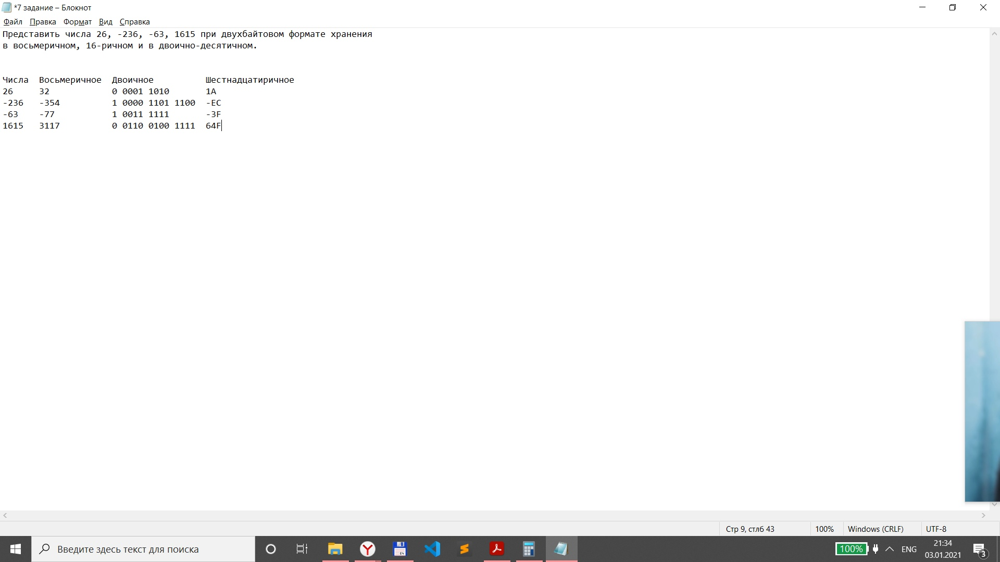 *7 задание – Блокнот
Файл Правка Формат Вид Справка
Представить числа 26, -236, -63, 1615 при двухбайтовом формате хранения
в восьмеричном, 16-ричном и в двоично-десятичном.
Числа Восьмеричное Двоичное Шестнадцатиричное
26 32 0 0001 1010 1A
-236 -354 1 0000 1101 1100 -EC
-63 -77 1 0011 1111 -3F
1615 3117 0 0110 0100 1111 64F
Стр 9, стлб 43 100% Windows (CRLF) UTF-8
Введите здесь текст для поиска
100% ENG 21:34
03.01.2021
3